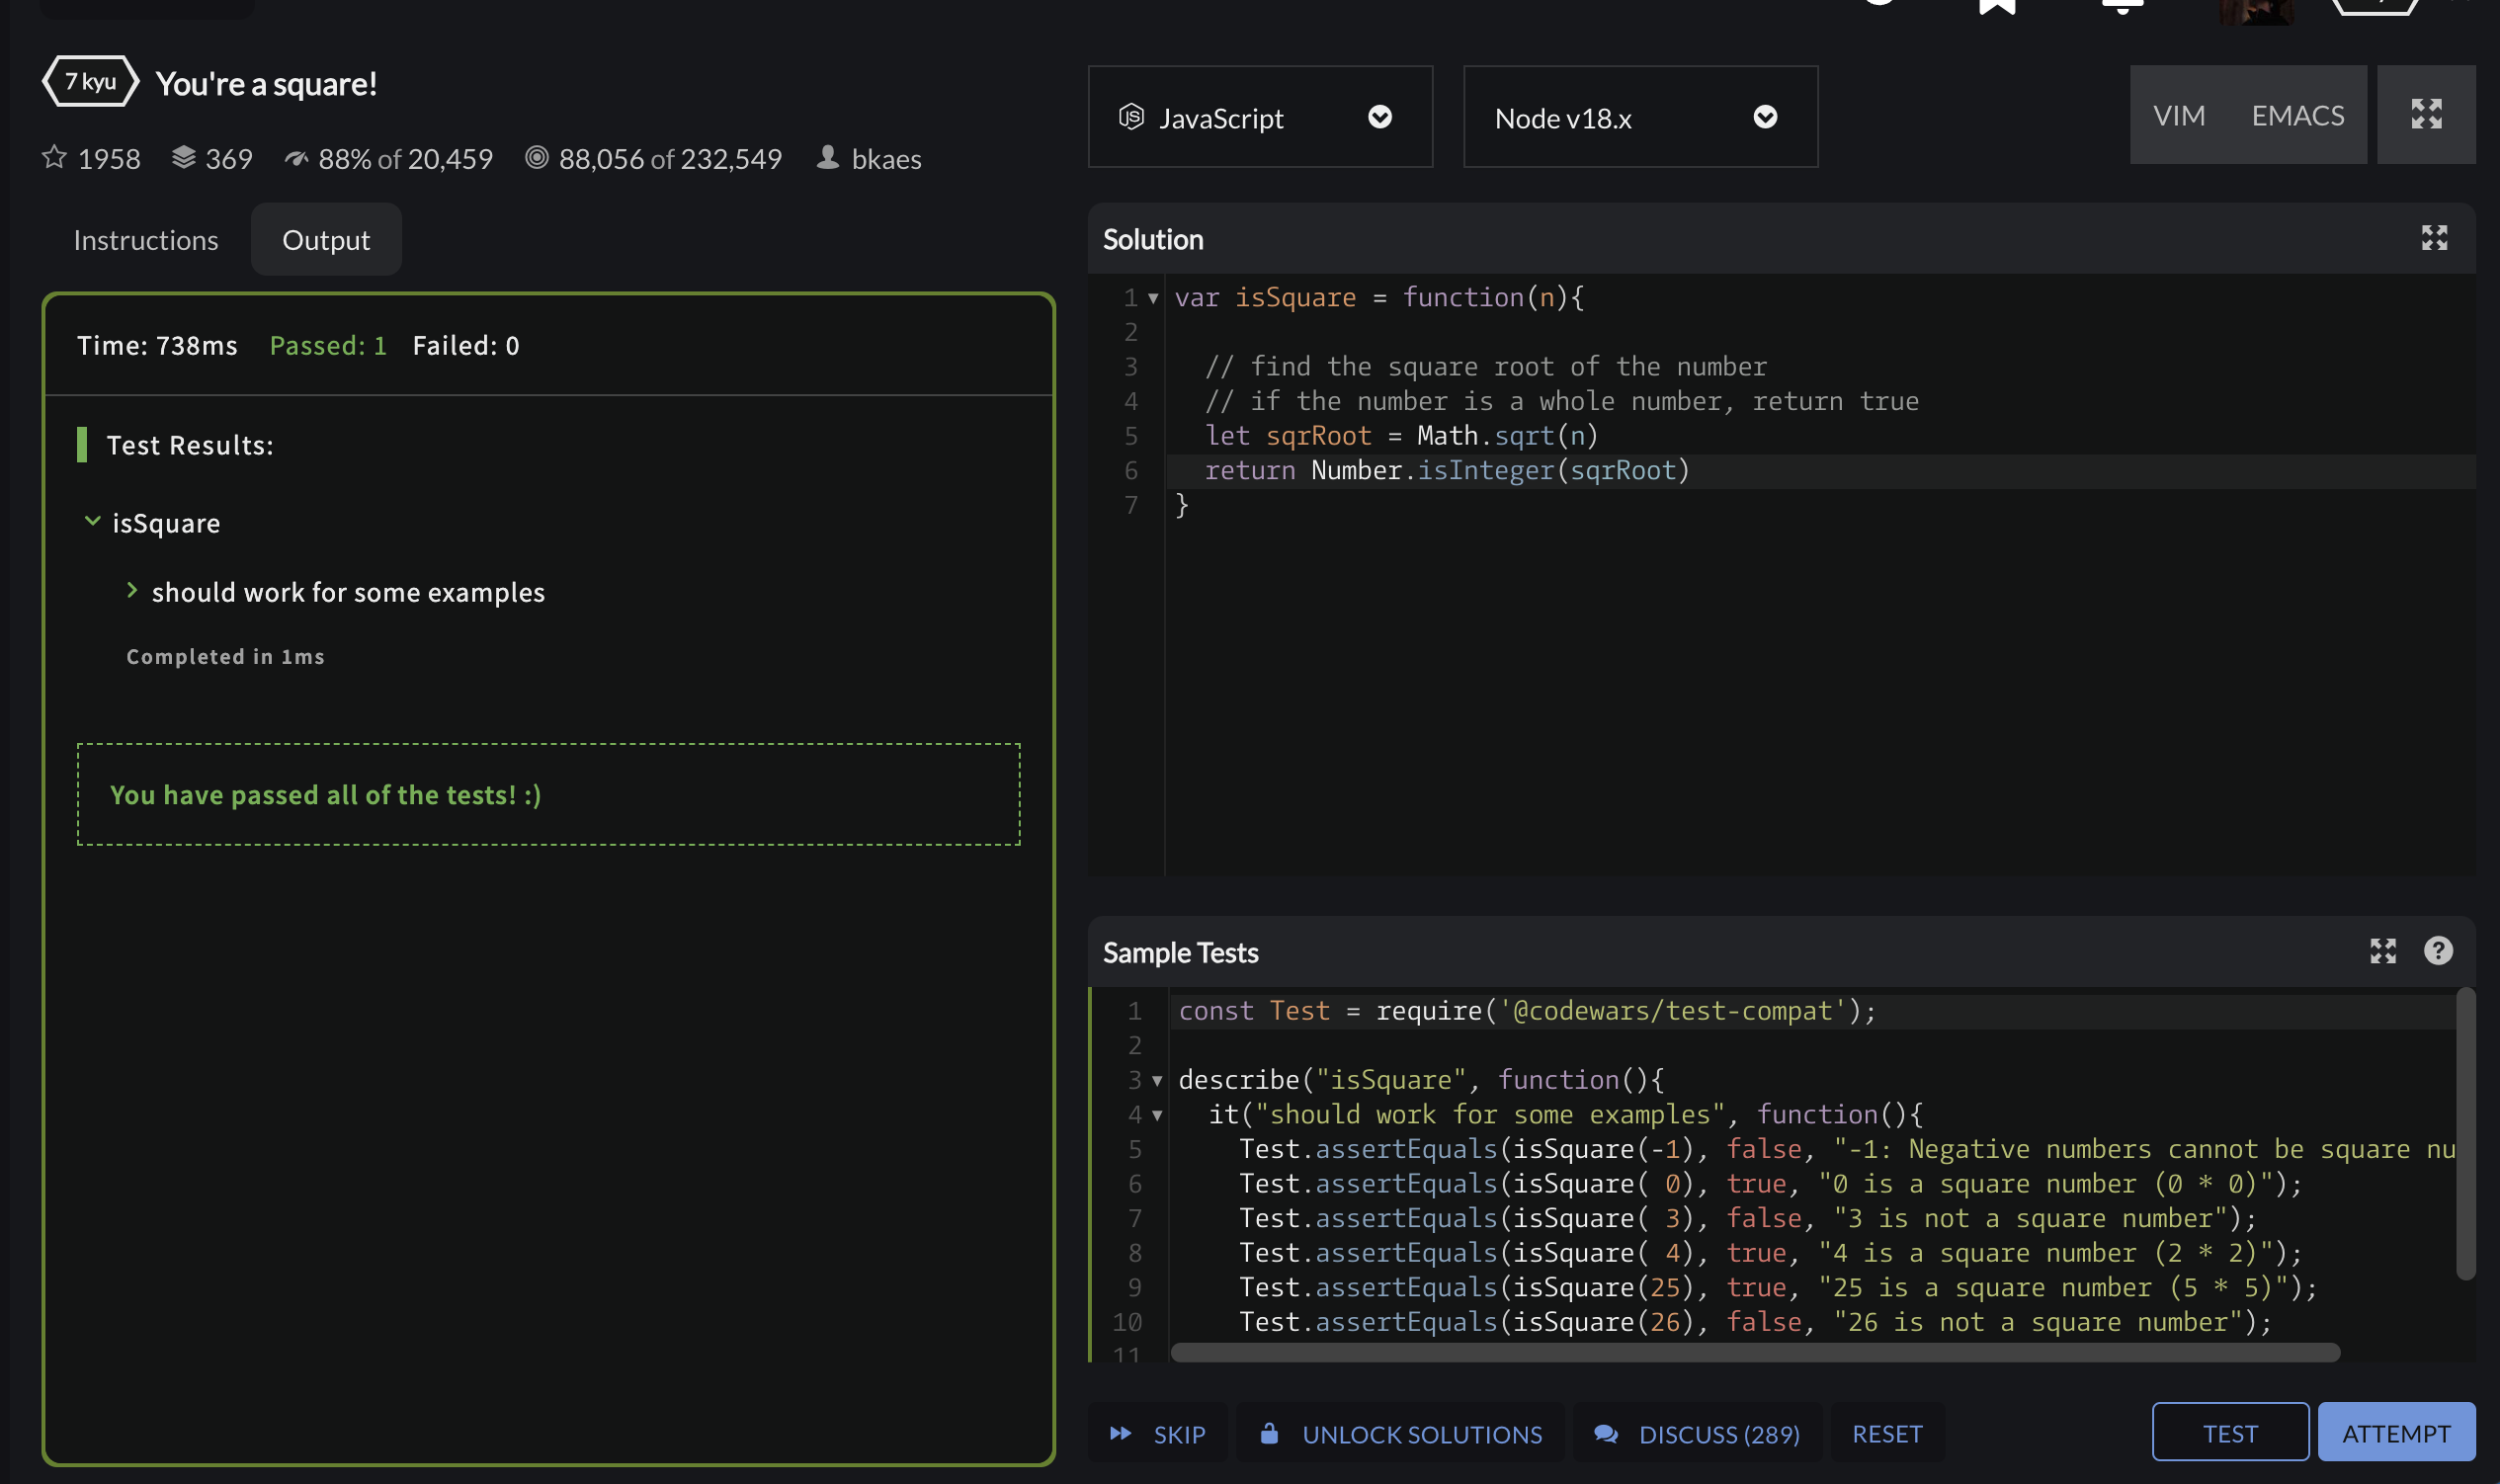 7 kyu You're a square!
1958 369 88% of 20,459 88,056 of 232,549 bkaes
Instructions Output
Time: 738ms Passed: 1 Failed: 0
Test Results:
isSquare
should work for some examples
Completed in 1ms
You have passed all of the tests! :)
JavaScript Node v18.x VIM EMACS
Solution
1 var isSquare = function(n){
2
3 // find the square root of the number
4 // if the number is a whole number, return true
5 let sqrRoot = Math.sqrt(n)
6 return Number.isInteger(sqrRoot)
7 }
Sample Tests
1 const Test = require('@codewars/test-compat');
2
3 describe("isSquare", function(){
4 it("should work for some examples", function(){
5 Test.assertEquals(isSquare(-1), false, "-1: Negative numbers cannot be square nu
6 Test.assertEquals(isSquare( 0), true, "0 is a square number (0 * 0)");
7 Test.assertEquals(isSquare( 3), false, "3 is not a square number");
8 Test.assertEquals(isSquare( 4), true, "4 is a square number (2 * 2)");
9 Test.assertEquals(isSquare(25), true, "25 is a square number (5 * 5)");
10 Test.assertEquals(isSquare(26), false, "26 is not a square number");
11
SKIP UNLOCK SOLUTIONS DISCUSS (289) RESET TEST ATTEMPT